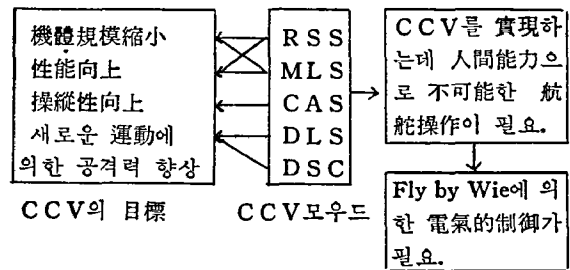 機體規模縮小
性能向上
操縱性向上
새로운 運動에
의한 공격력 향상
CCV의 目標
RSS
MLS
CAS
DLS
DSC
CCV모우드
CCV를 實現하
는데 人間能力으
로 不可能한 航
舵操作이 필요.
Fly by Wie에 의
한 電氣的制御가
필요.